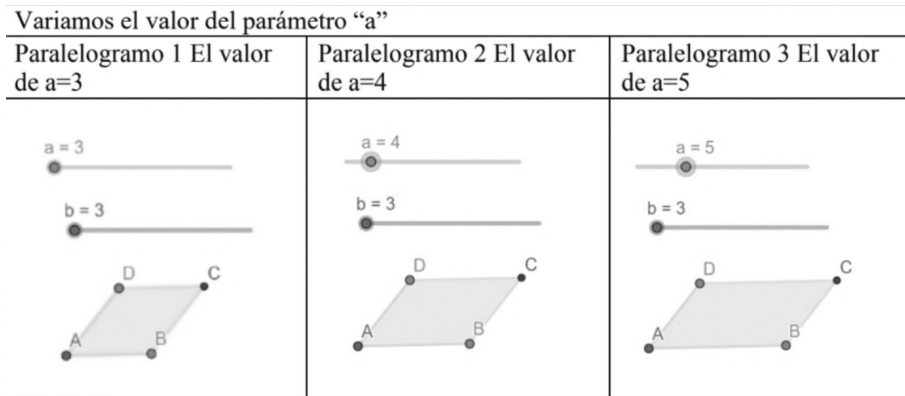 Variamos el valor del parámetro “a”
Paralelogramo 1 El valor
de a=3
Paralelogramo 2 El valor
de a=4
Paralelogramo 3 El valor
de a=5
a = 3
b = 3
D
C
A
B
a = 4
b = 3
D
C
A
B
a = 5
b = 3
D
C
A
B